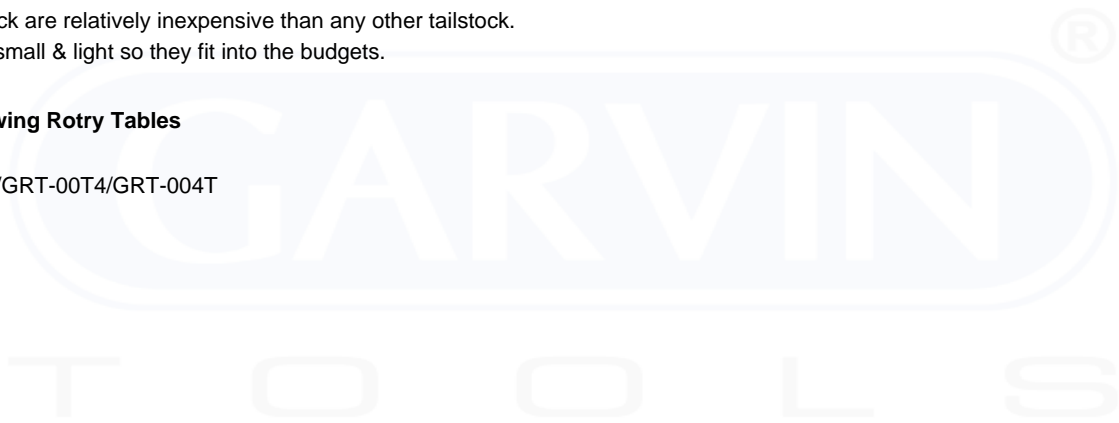 ck are relatively inexpensive than any other tailstock.
small & light so they fit into the budgets.
wing Rotry Tables
/GRT-00T4/GRT-004T
®
GARVIN
TOOLS